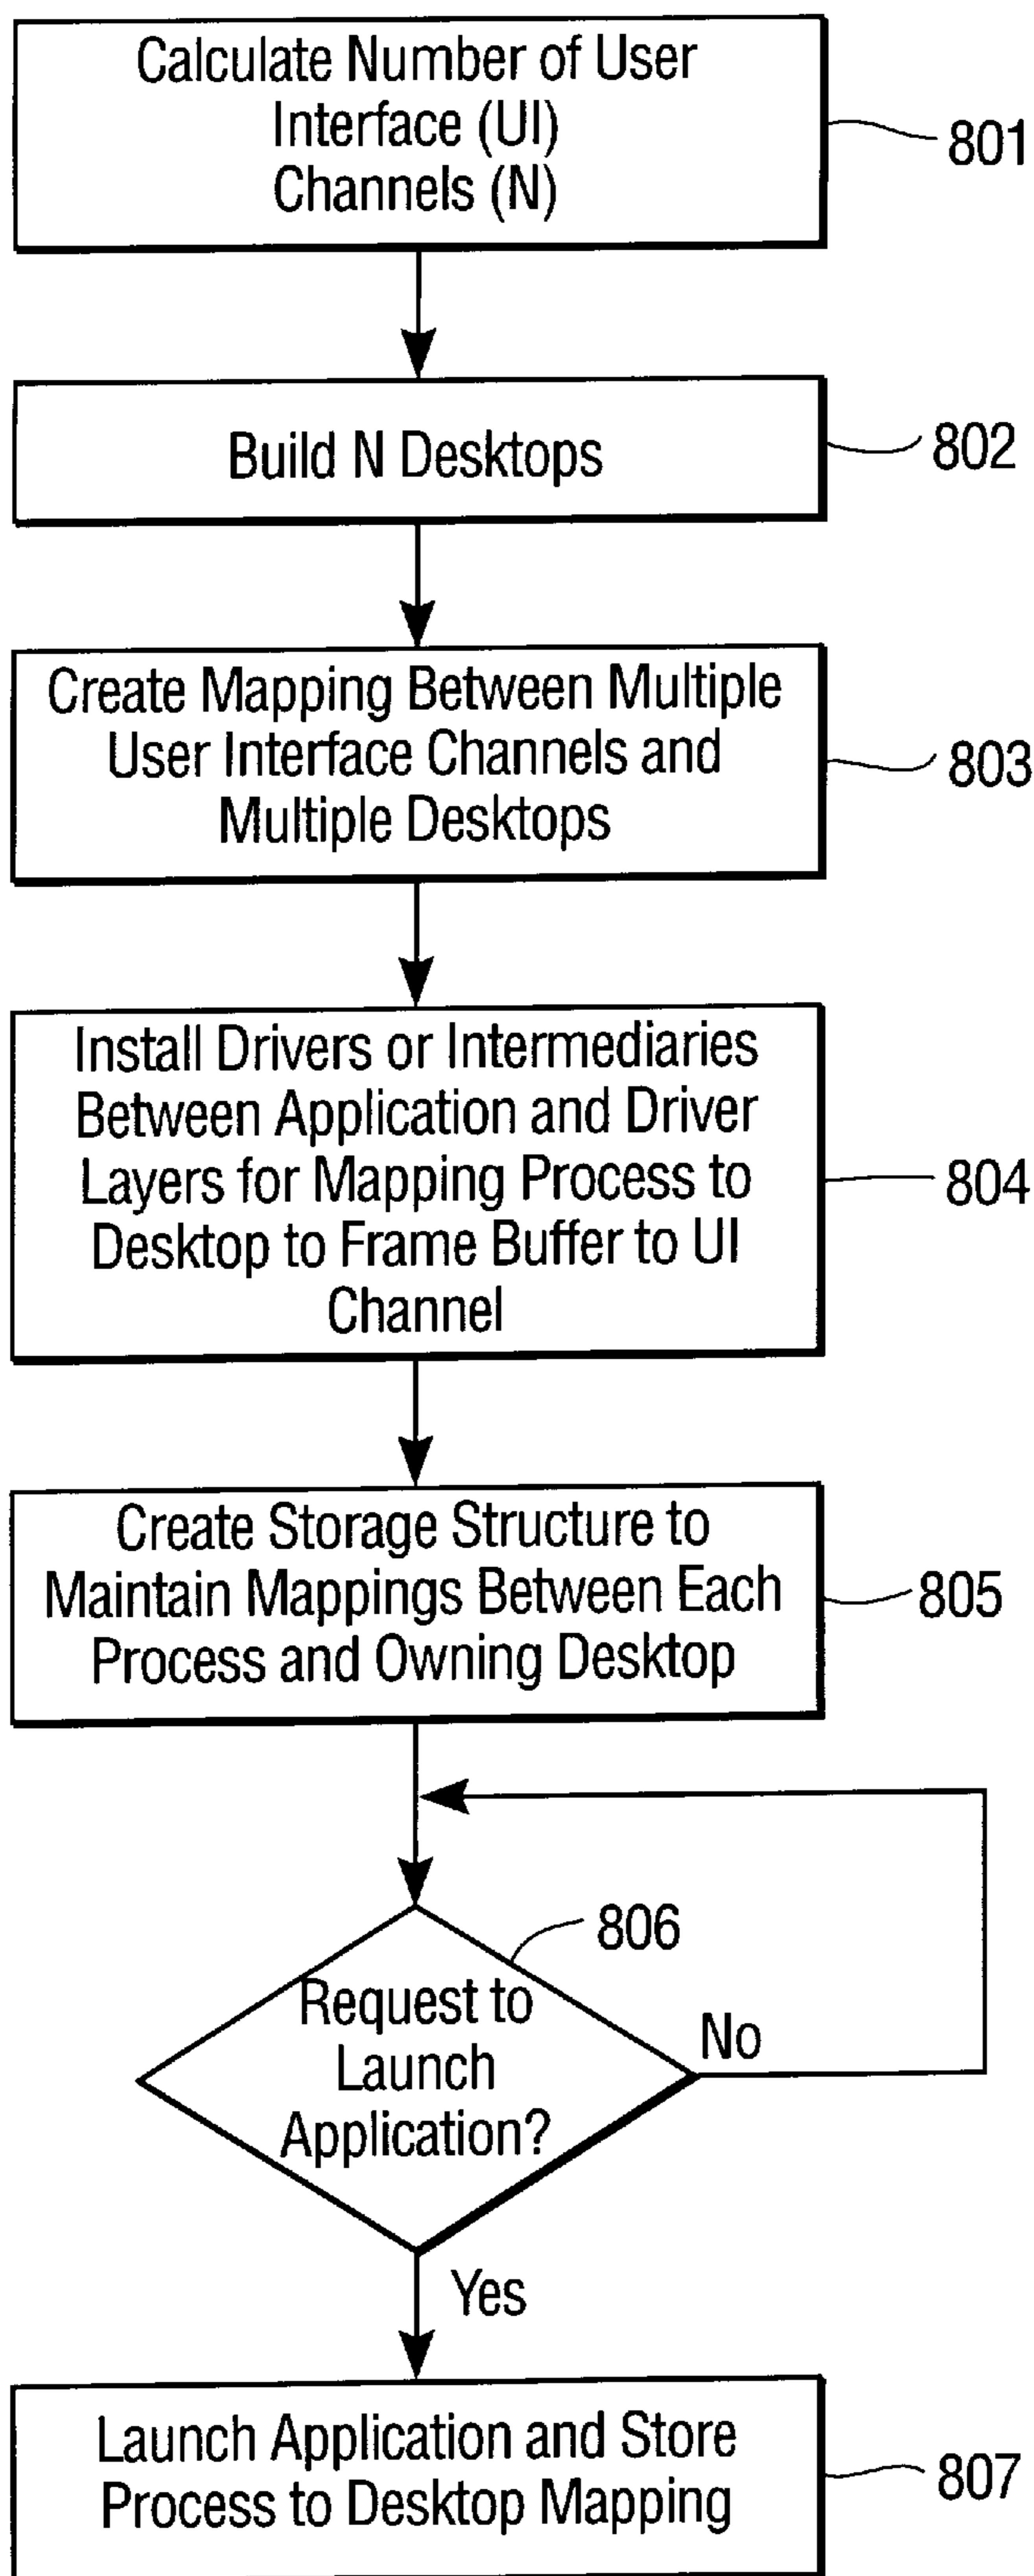 Calculate Number of User
Interface (UI)
Channels (N)
801
Build N Desktops
802
Create Mapping Between Multiple
User Interface Channels and
Multiple Desktops
803
Install Drivers or Intermediaries
Between Application and Driver
Layers for Mapping Process to
Desktop to Frame Buffer to UI
Channel
804
Create Storage Structure to
Maintain Mappings Between Each
Process and Owning Desktop
805
806
Request to
Launch
Application?
No
Yes
Launch Application and Store
Process to Desktop Mapping
807